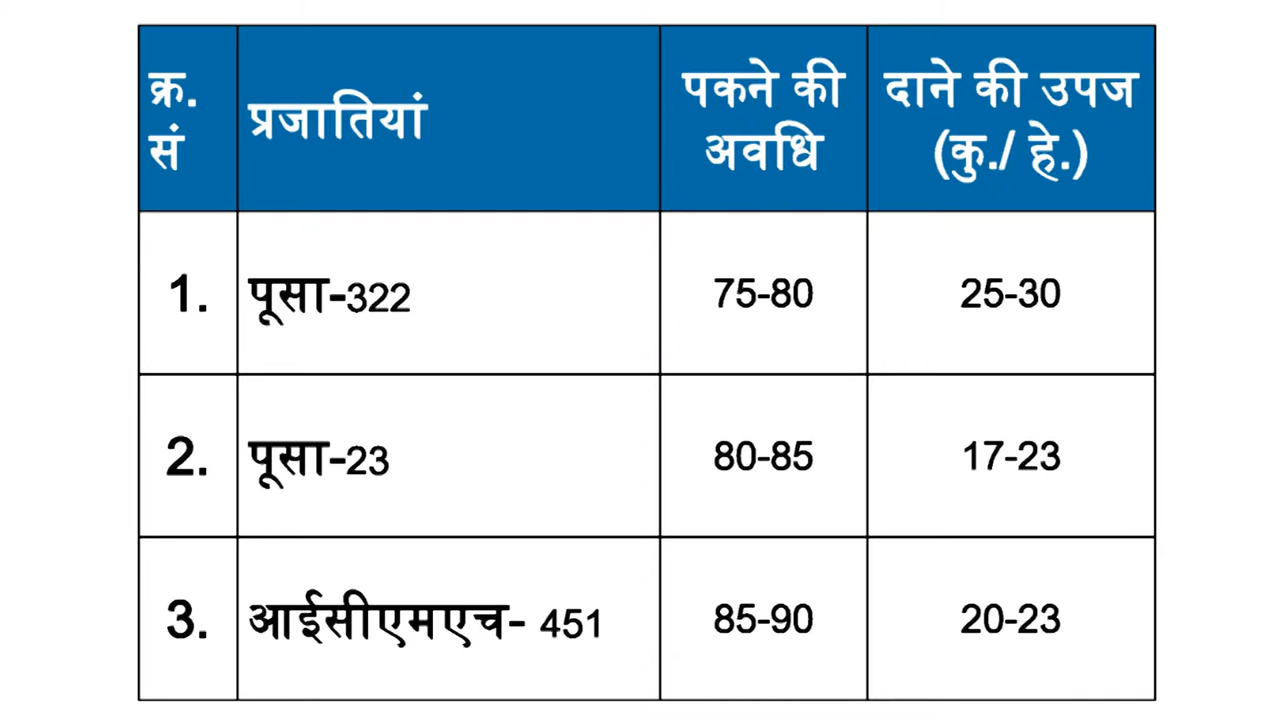 क्र. सं प्रजातियां पकने की अवधि दाने की उपज (कु./ हे.)
1. पूसा-322 75-80 25-30
2. पूसा-23 80-85 17-23
3. आईसीएमएच- 451 85-90 20-23